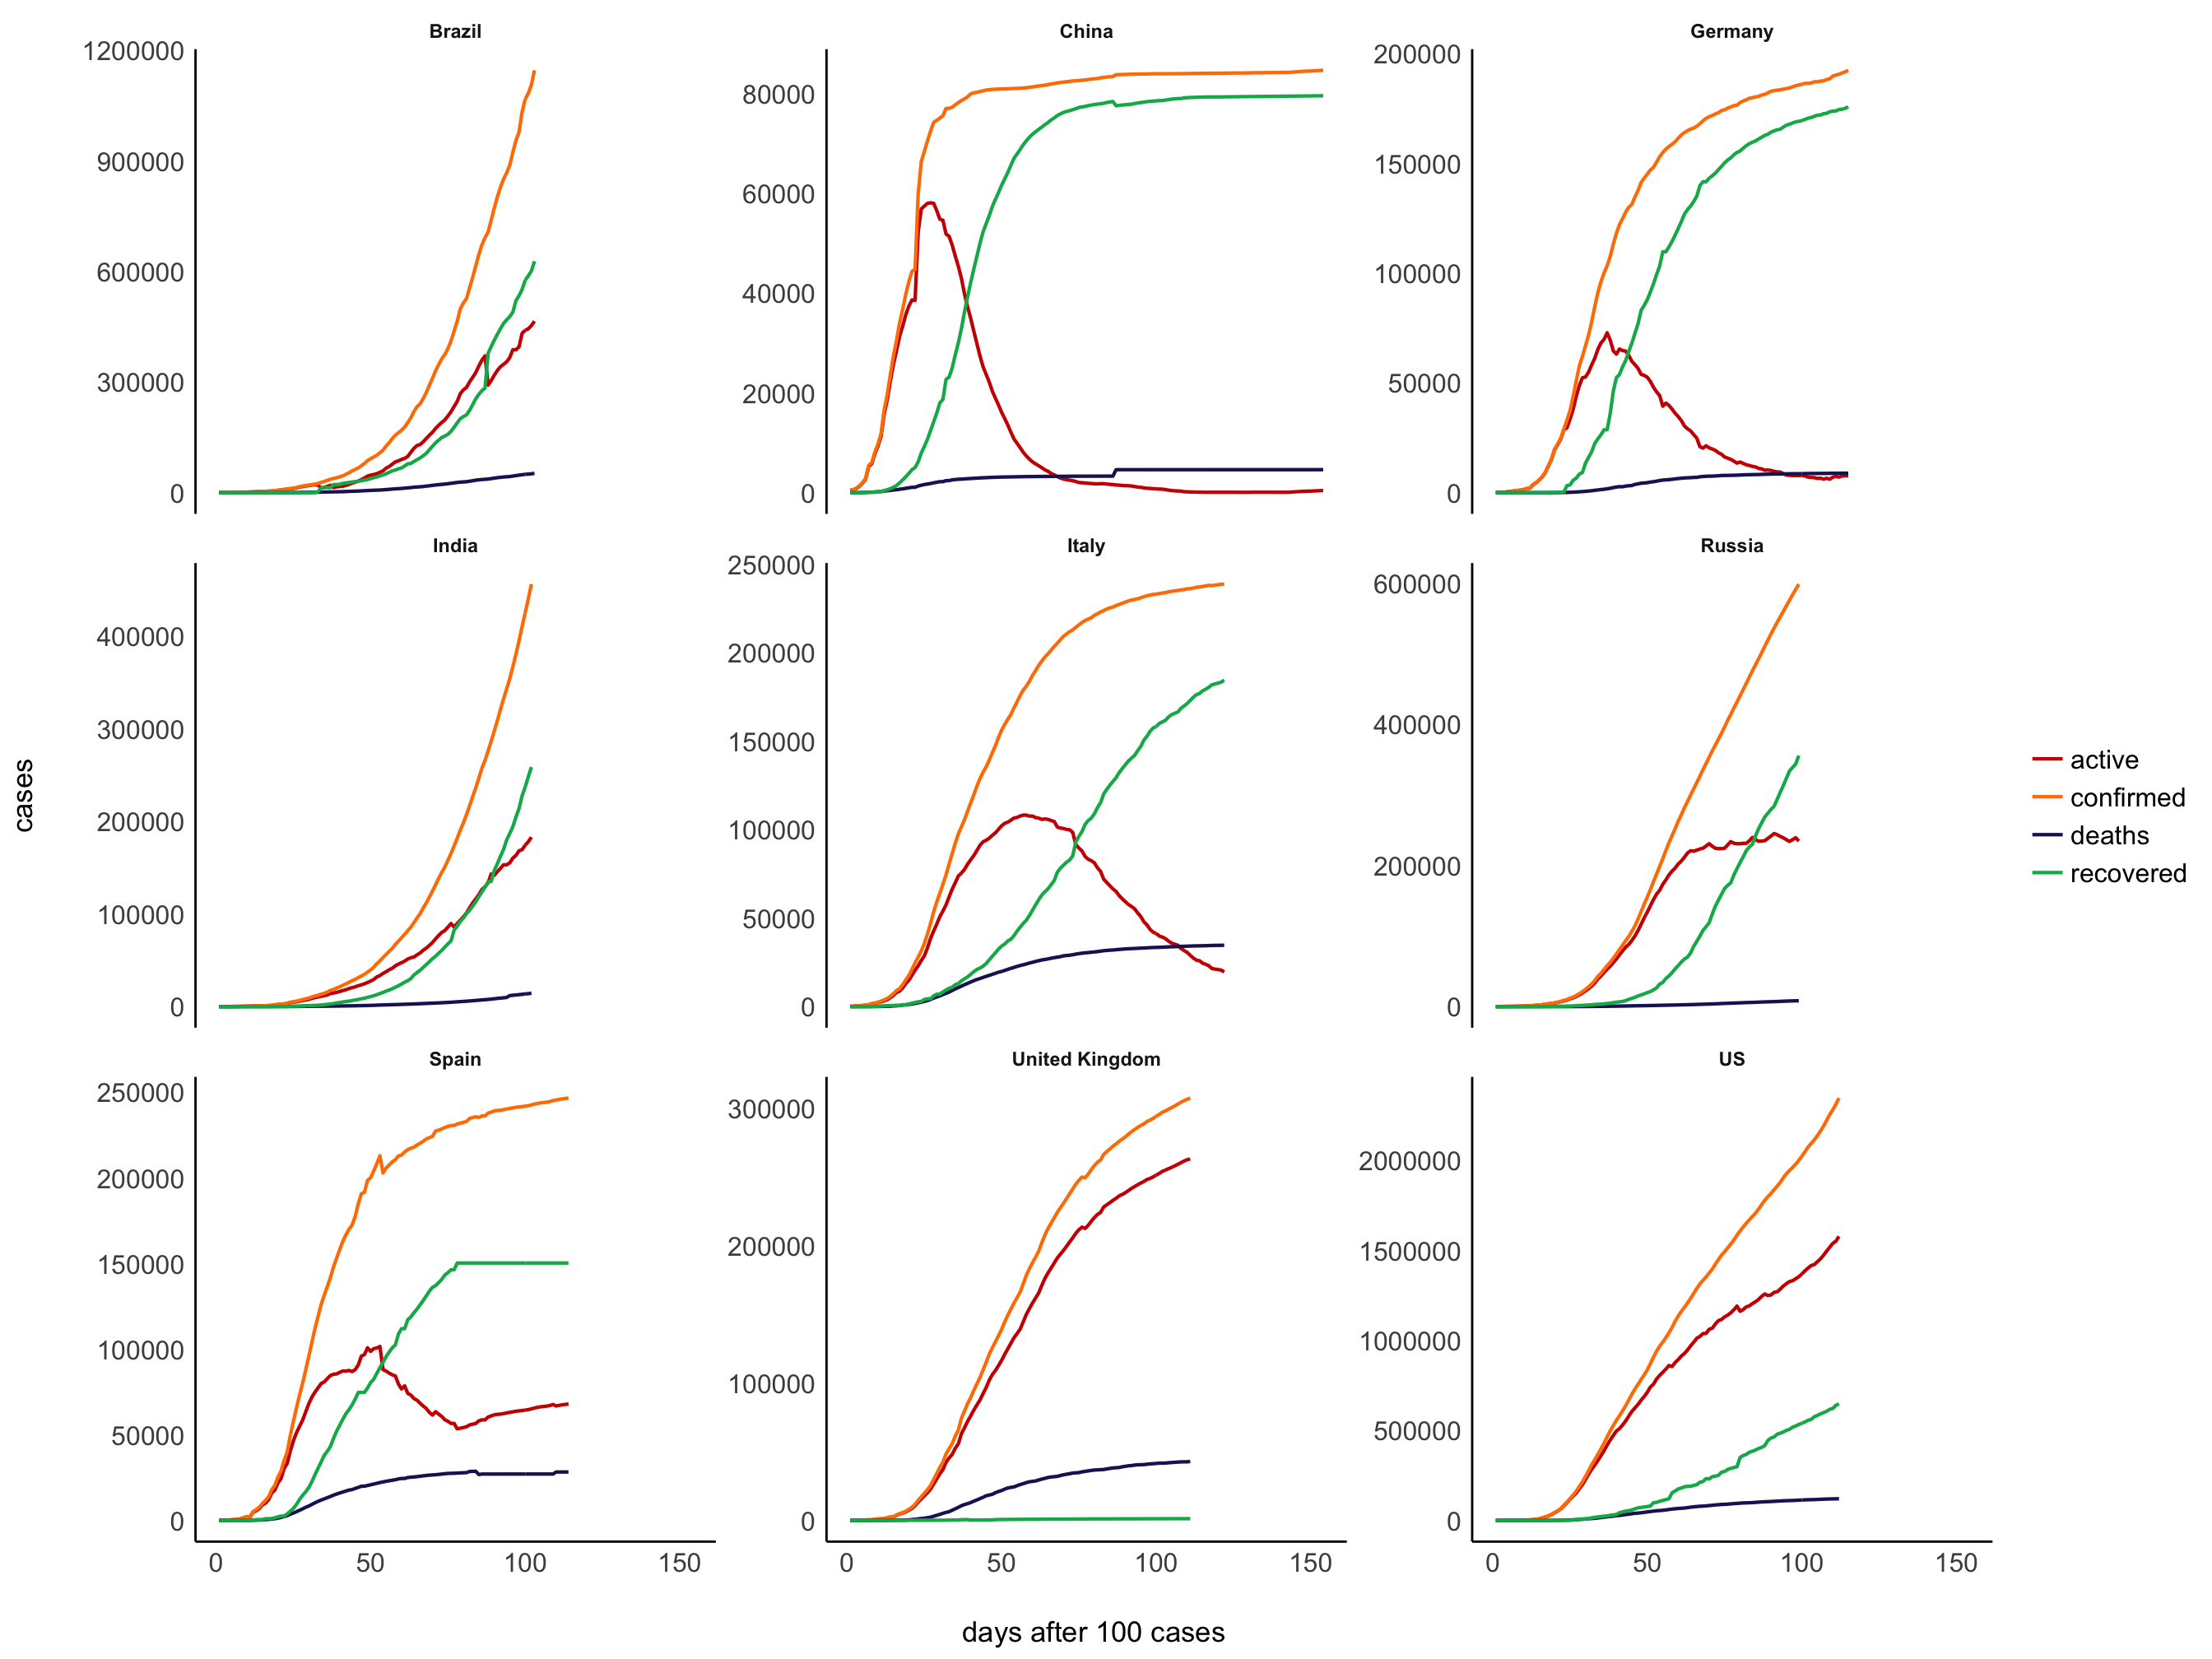 Brazil
China
Germany
1200000
900000
600000
300000
0
80000
60000
40000
20000
0
200000
150000
100000
50000
0
India
Italy
Russia
400000
300000
200000
100000
0
250000
200000
150000
100000
50000
0
600000
400000
200000
0
Spain
United Kingdom
US
250000
200000
150000
100000
50000
0
300000
200000
100000
0
2000000
1500000
1000000
500000
0
0 50 100 150
0 50 100 150
0 50 100 150
days after 100 cases
cases
active
confirmed
deaths
recovered